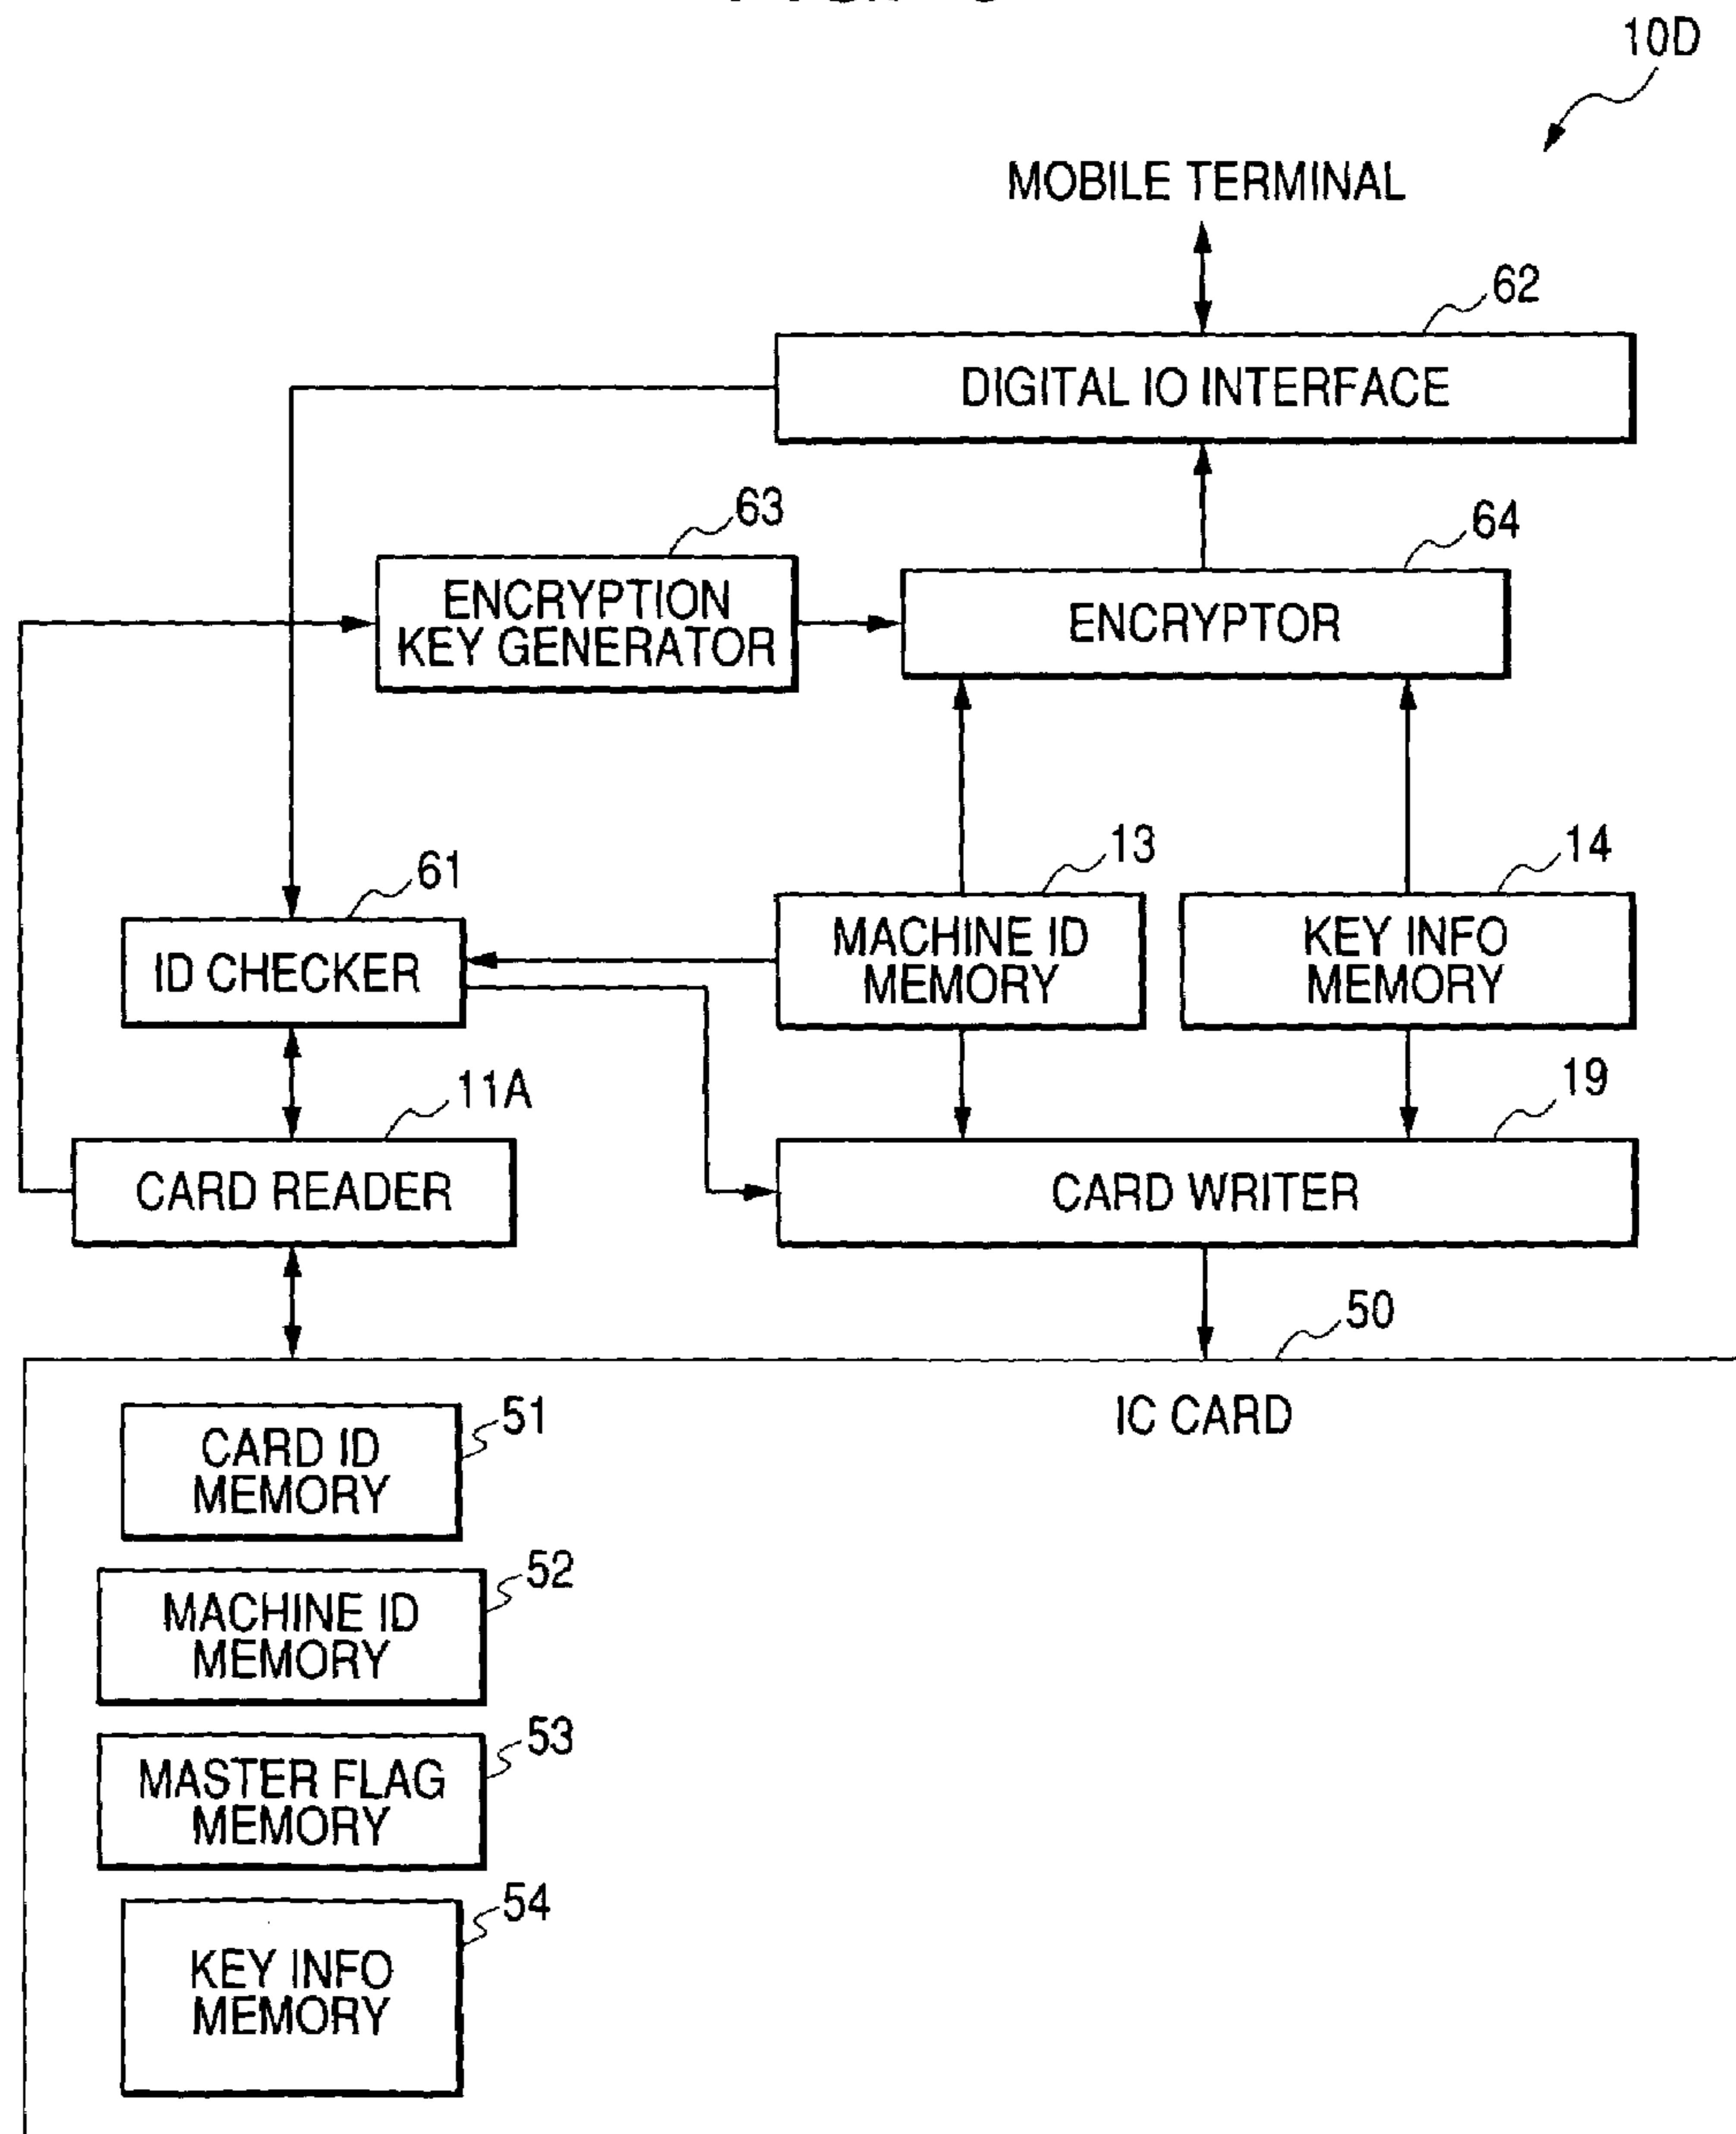 10D
MOBILE TERMINAL
62
DIGITAL IO INTERFACE
63
64
ENCRYPTION
KEY GENERATOR
ENCRYPTOR
61
13
14
ID CHECKER
MACHINE ID
MEMORY
KEY INFO
MEMORY
11A
19
CARD READER
CARD WRITER
50
IC CARD
51
CARD ID
MEMORY
52
MACHINE ID
MEMORY
53
MASTER FLAG
MEMORY
54
KEY INFO
MEMORY